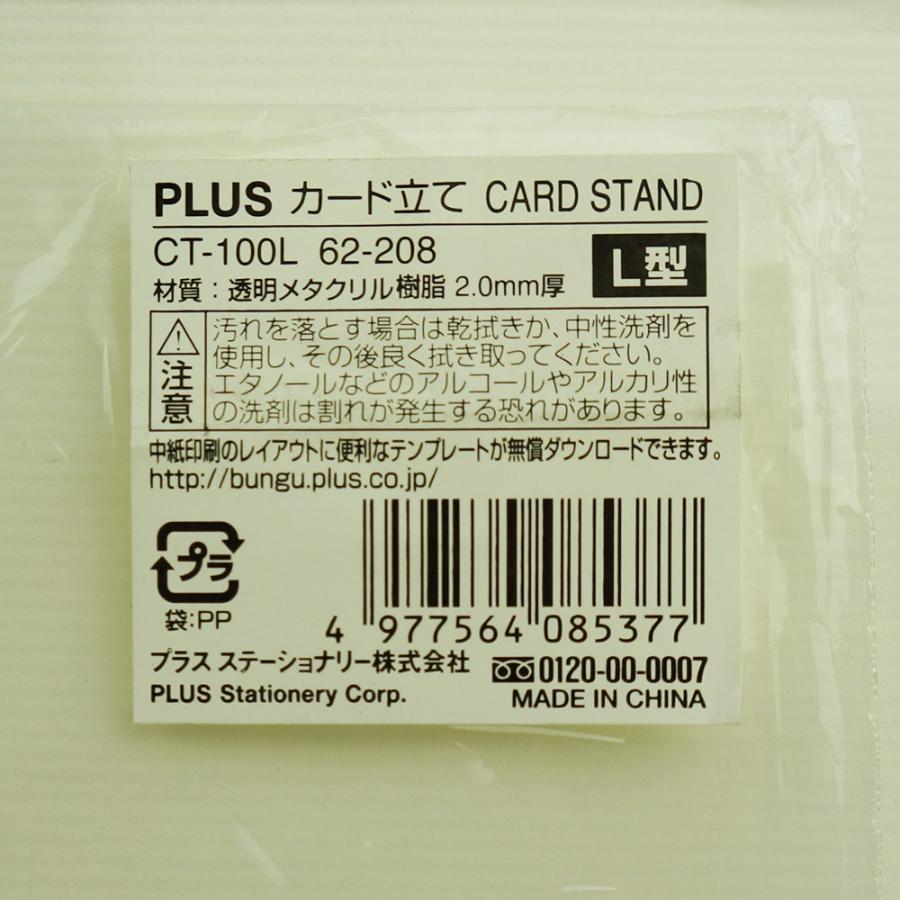 PLUS カード立て CARD STAND
CT-100L 62-208
L型
材質：透明メタクリル樹脂 2.0mm厚
注意
汚れを落とす場合は乾拭きか、中性洗剤を
使用し、その後良く拭き取ってください。
エタノールなどのアルコールやアルカリ性
の洗剤は割れが発生する恐れがあります。
中紙印刷のレイアウトに便利なテンプレートが無償ダウンロードできます。
http://bungu.plus.co.jp/
プラ
袋:PP
4 977564 085377
プラス ステーショナリー株式会社
0120-00-0007
PLUS Stationery Corp.
MADE IN CHINA